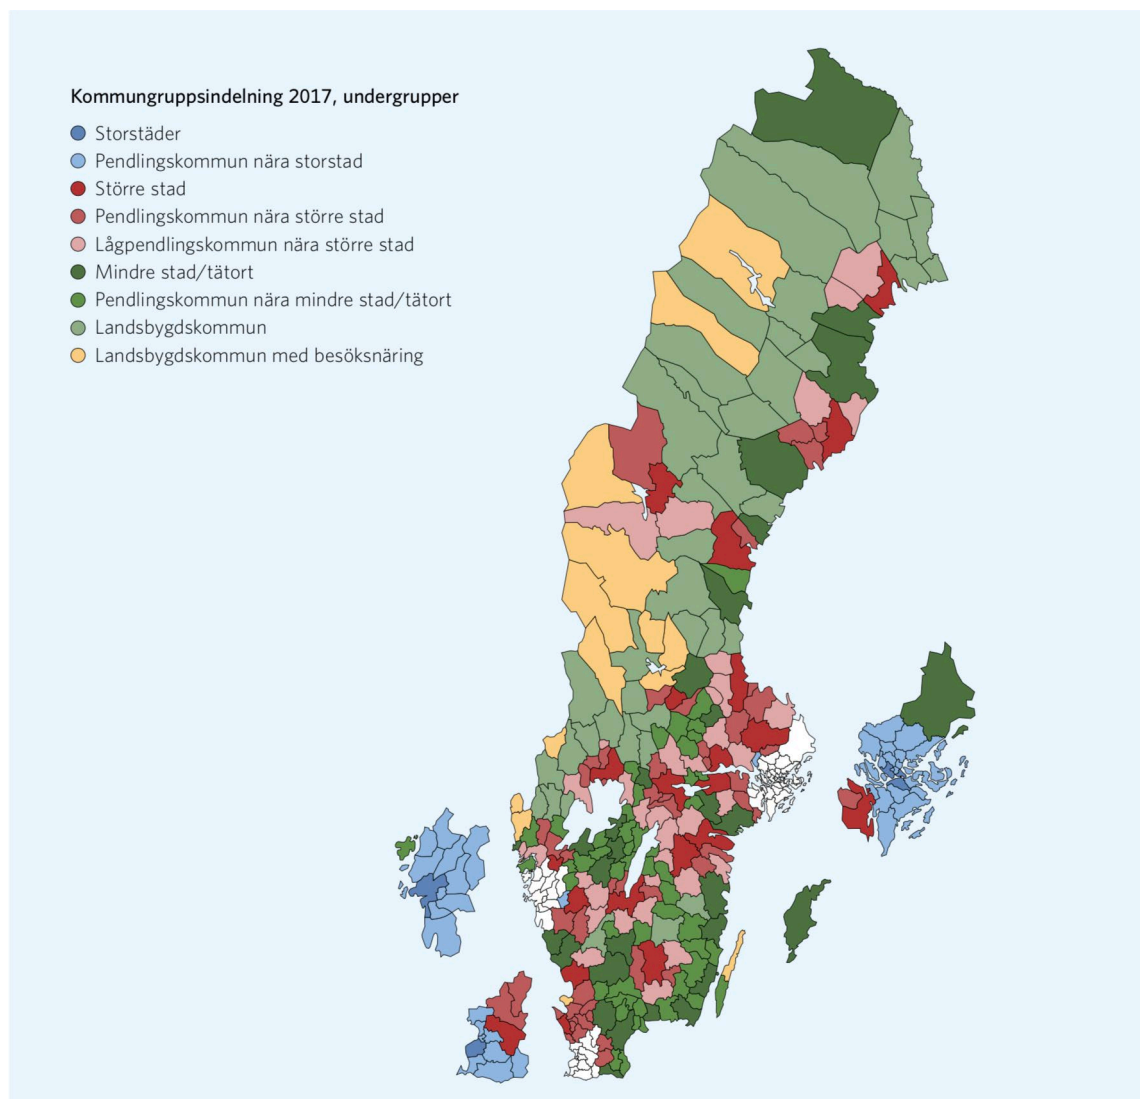 Kommungruppsindelning 2017, undergrupper
Storstäder
Pendlingskommun nära storstad
Större stad
Pendlingskommun nära större stad
Lågpendlingskommun nära större stad
Mindre stad/tätort
Pendlingskommun nära mindre stad/tätort
Landsbygdskommun
Landsbygdskommun med besöksnäring